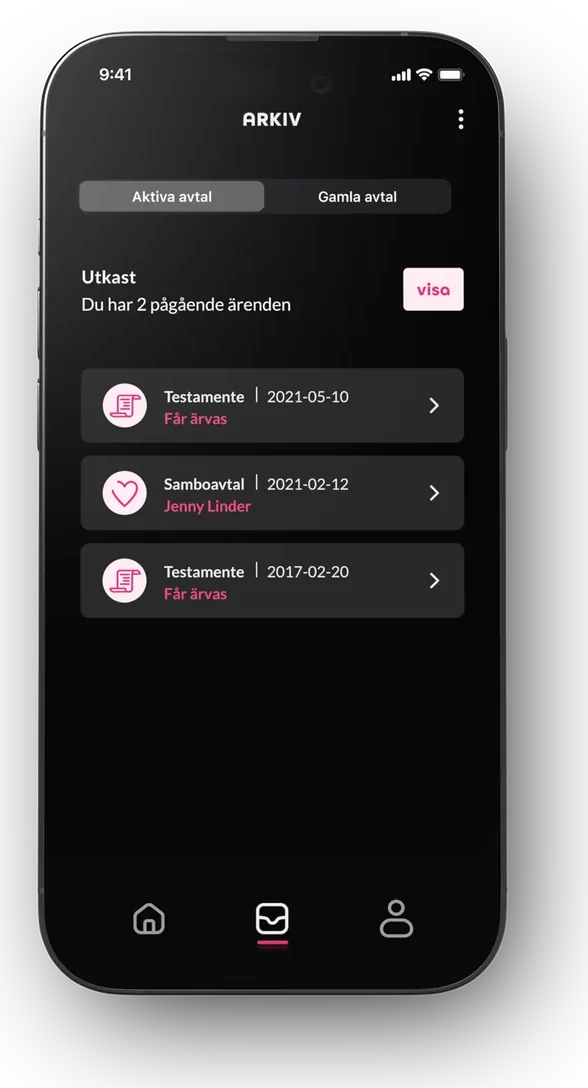 9:41
ARKIV
Aktiva avtal
Gamla avtal
Utkast
Du har 2 pågående ärenden
visa
Testamente | 2021-05-10
Får ärvas
Samboavtal | 2021-02-12
Jenny Linder
Testamente | 2017-02-20
Får ärvas